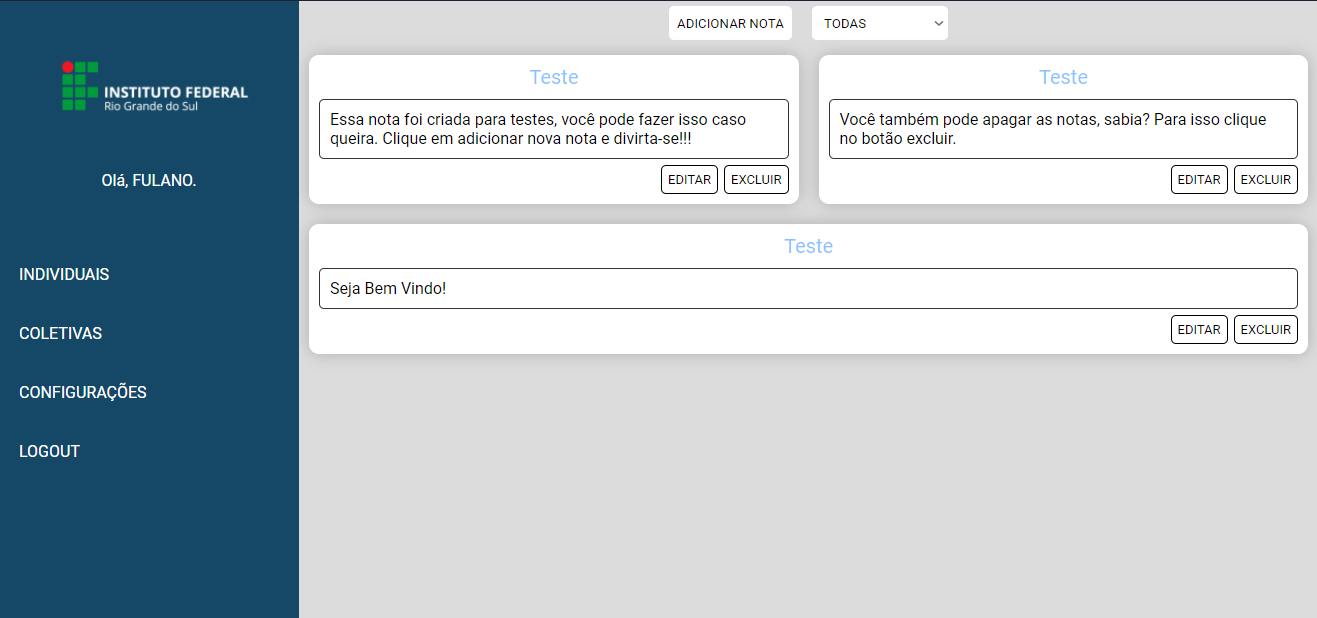 INSTITUTO FEDERAL
Rio Grande do Sul
Olá, FULANO.
INDIVIDUAIS
COLETIVAS
CONFIGURAÇÕES
LOGOUT
ADICIONAR NOTA
TODAS
Teste
Essa nota foi criada para testes, você pode fazer isso caso
queira. Clique em adicionar nova nota e divirta-se!!!
EDITAR
EXCLUIR
Teste
Você também pode apagar as notas, sabia? Para isso clique
no botão excluir.
EDITAR
EXCLUIR
Teste
Seja Bem Vindo!
EDITAR
EXCLUIR